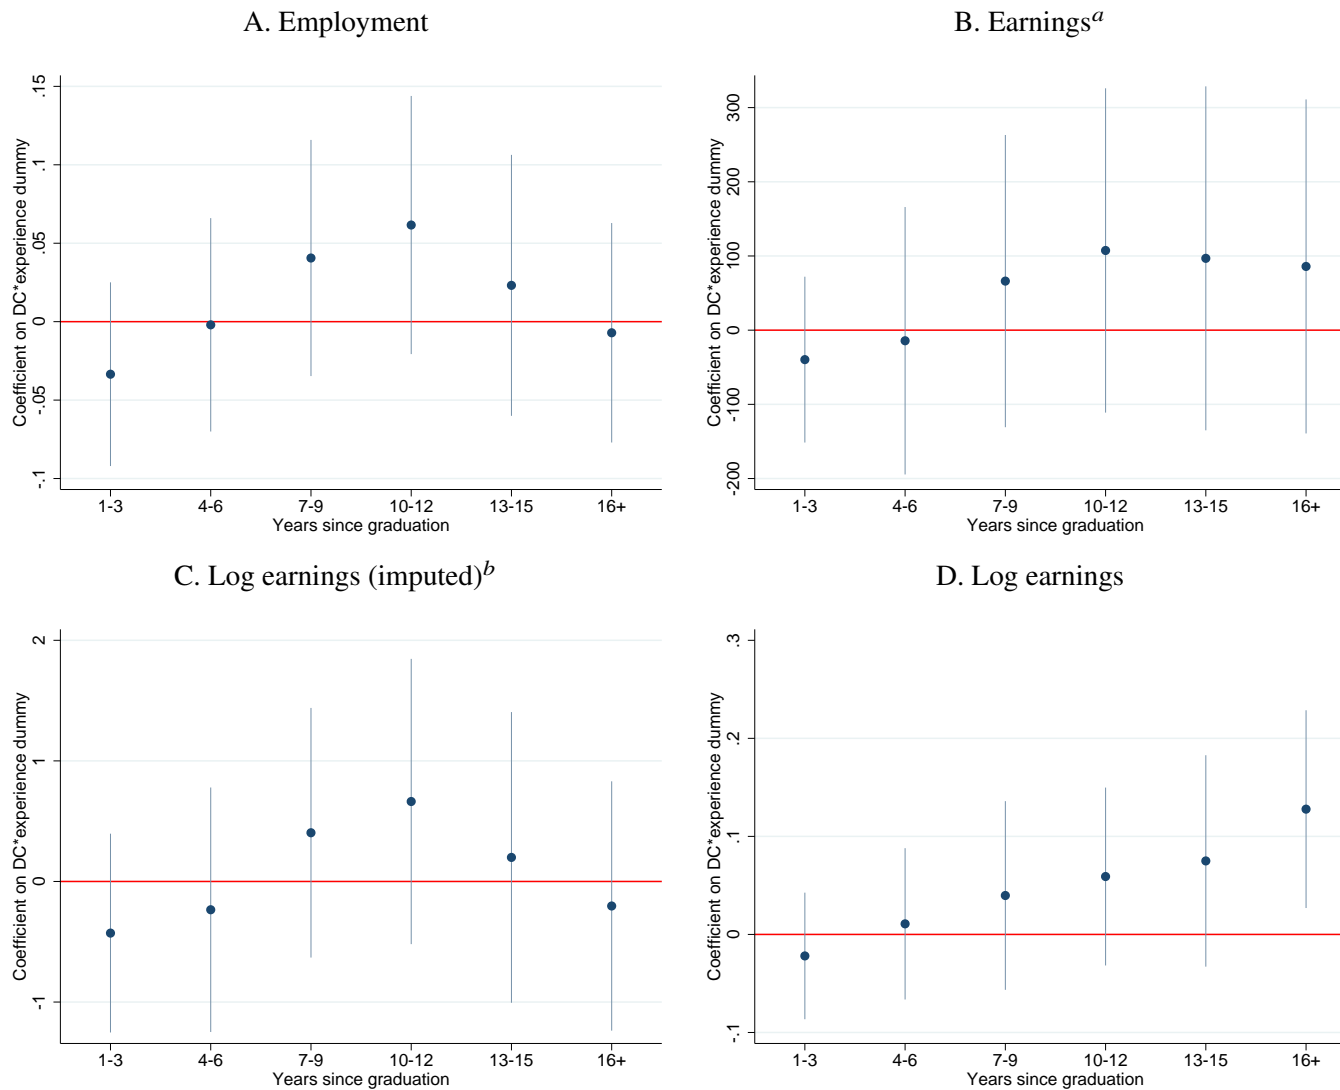 A. Employment
Coefficient on DC*experience dummy
.15
.1
.05
0
-.05
-.1
1-3 4-6 7-9 10-12 13-15 16+
Years since graduation
B. Earnings^a
Coefficient on DC*experience dummy
300
200
100
0
-100
-200
1-3 4-6 7-9 10-12 13-15 16+
Years since graduation
C. Log earnings (imputed)^b
Coefficient on DC*experience dummy
2
1
0
-1
1-3 4-6 7-9 10-12 13-15 16+
Years since graduation
D. Log earnings
Coefficient on DC*experience dummy
.3
.2
.1
0
-.1
1-3 4-6 7-9 10-12 13-15 16+
Years since graduation